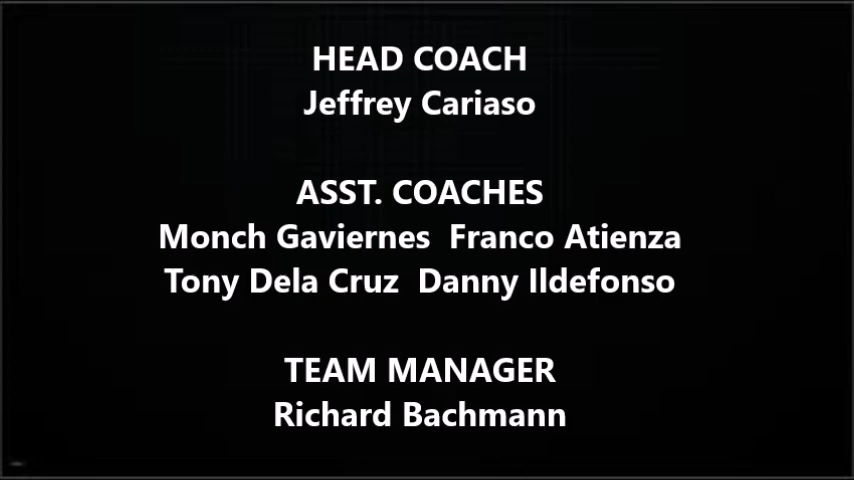 HEAD COACH
Jeffrey Cariaso
ASST. COACHES
Monch Gaviernes  Franco Atienza
Tony Dela Cruz  Danny Ildefonso
TEAM MANAGER
Richard Bachmann